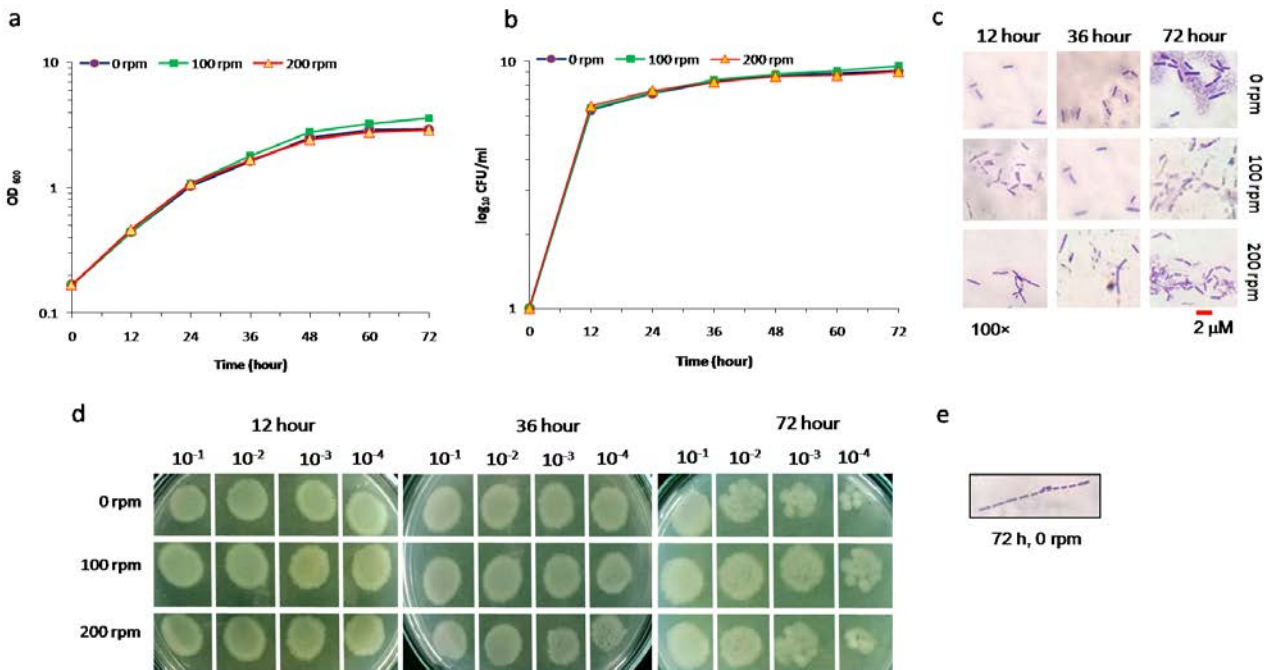 a
0 rpm 100 rpm 200 rpm
10
1
0.1
OD 600
0 12 24 36 48 60 72
Time (hour)
b
0 rpm 100 rpm 200 rpm
10
1
log10 CFU/ml
0 12 24 36 48 60 72
Time (hour)
c
12 hour 36 hour 72 hour
0 rpm
100 rpm
200 rpm
100×
2 μM
d
12 hour 36 hour 72 hour
10⁻¹ 10⁻² 10⁻³ 10⁻⁴ 10⁻¹ 10⁻² 10⁻³ 10⁻⁴ 10⁻¹ 10⁻² 10⁻³ 10⁻⁴
0 rpm
100 rpm
200 rpm
e
72 h, 0 rpm